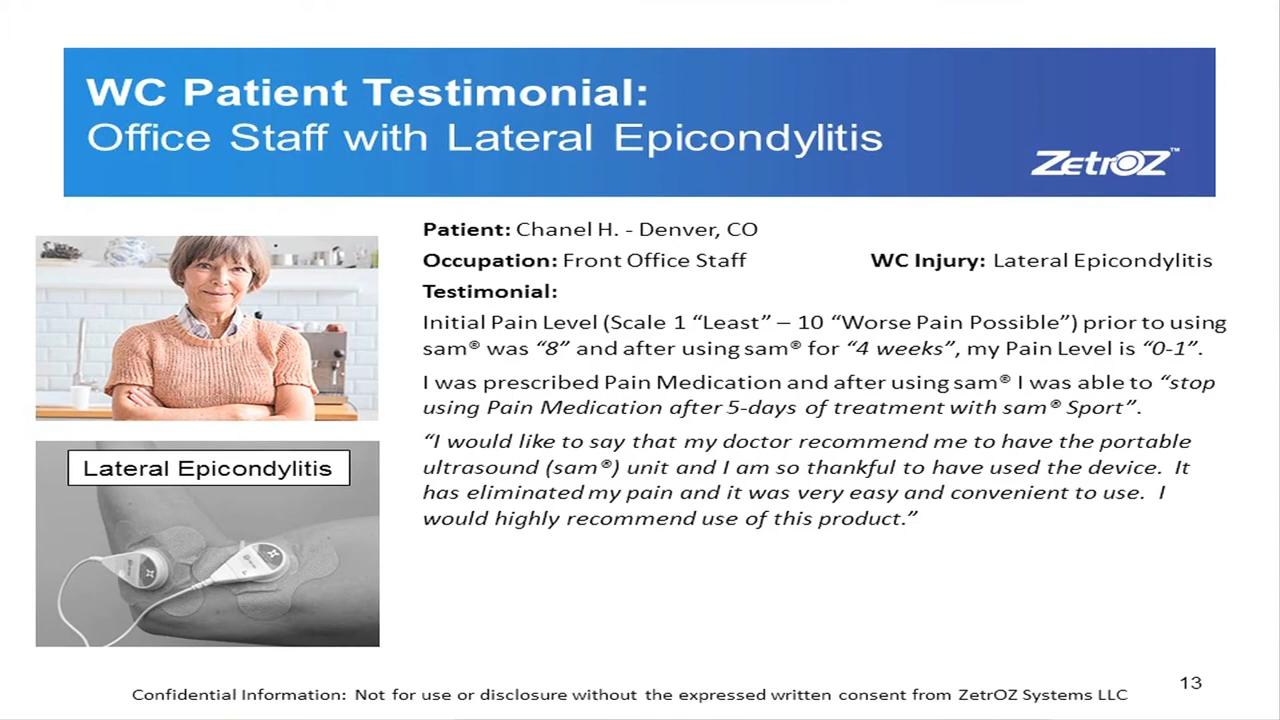 WC Patient Testimonial:
Office Staff with Lateral Epicondylitis
ZetrOZ™
Patient: Chanel H. - Denver, CO
Occupation: Front Office Staff WC Injury: Lateral Epicondylitis
Testimonial:
Initial Pain Level (Scale 1 “Least” – 10 “Worse Pain Possible”) prior to using
sam® was “8” and after using sam® for “4 weeks”, my Pain Level is “0-1”.
I was prescribed Pain Medication and after using sam® I was able to “stop
using Pain Medication after 5-days of treatment with sam® Sport”.
“I would like to say that my doctor recommend me to have the portable
ultrasound (sam®) unit and I am so thankful to have used the device. It
has eliminated my pain and it was very easy and convenient to use. I
would highly recommend use of this product.”
Lateral Epicondylitis
13
Confidential Information: Not for use or disclosure without the expressed written consent from ZetrOZ Systems LLC